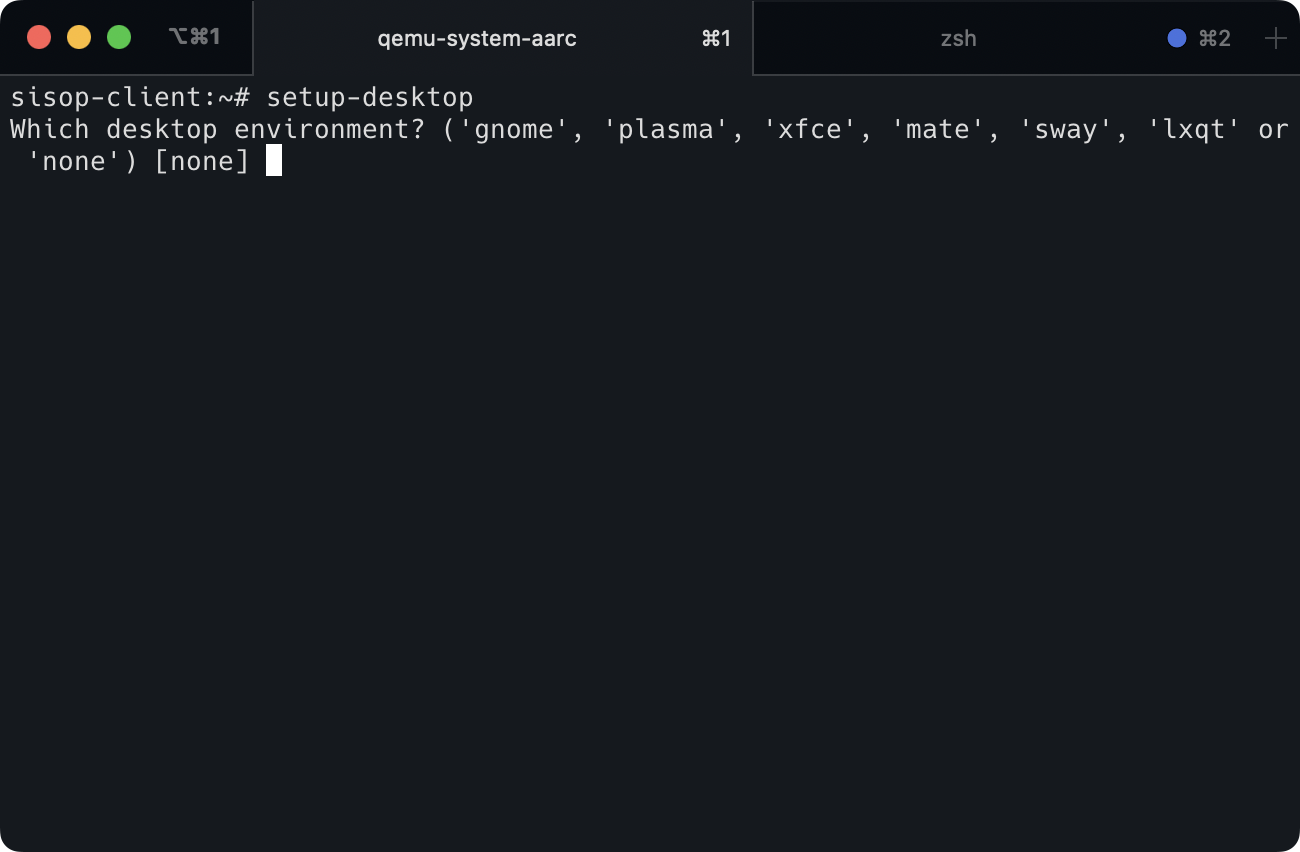 ⌥⌘1
qemu-system-aarc ⌘1
zsh ⌘2
sisop-client:~# setup-desktop
Which desktop environment? ('gnome', 'plasma', 'xfce', 'mate', 'sway', 'lxqt' or
'none') [none]